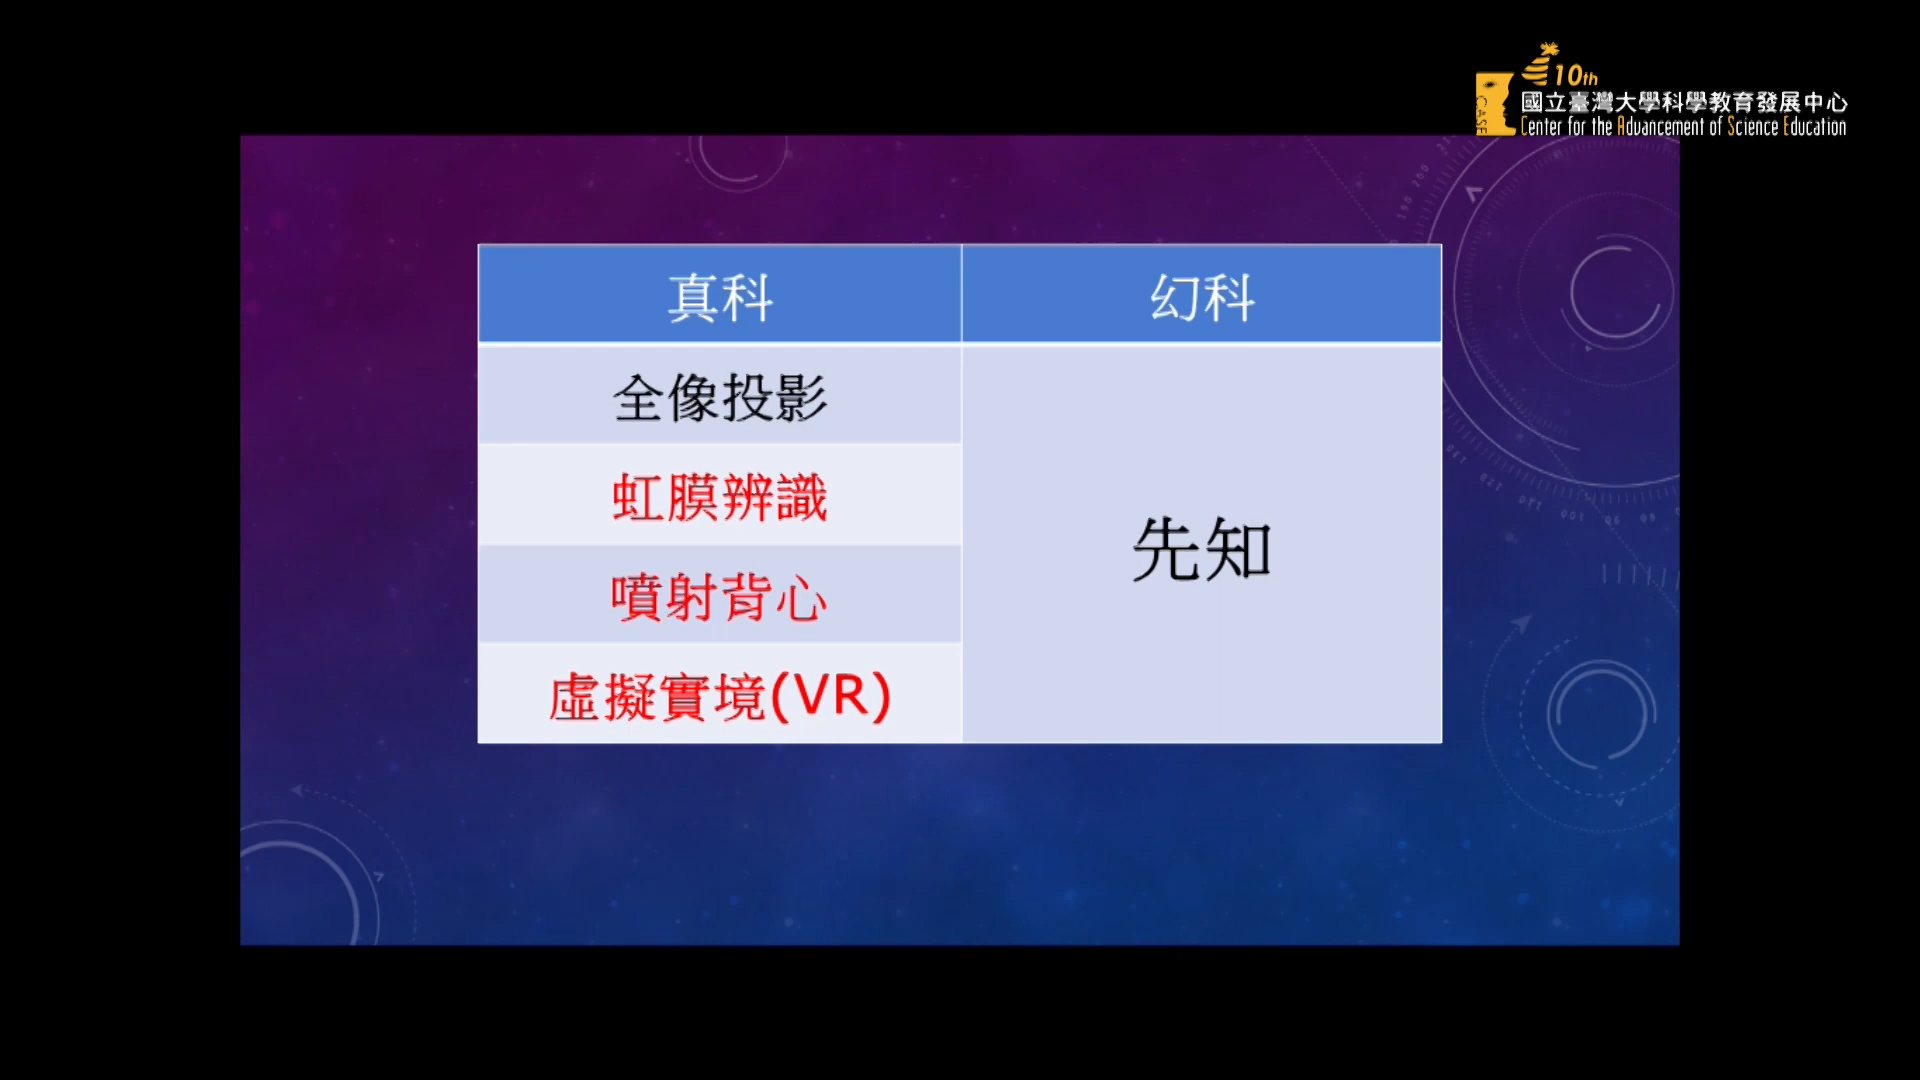 10th
國立臺灣大學科學教育發展中心
CASE
Center for the Advancement of Science Education
真科
幻科
全像投影
虹膜辨識
先知
噴射背心
虛擬實境(VR)